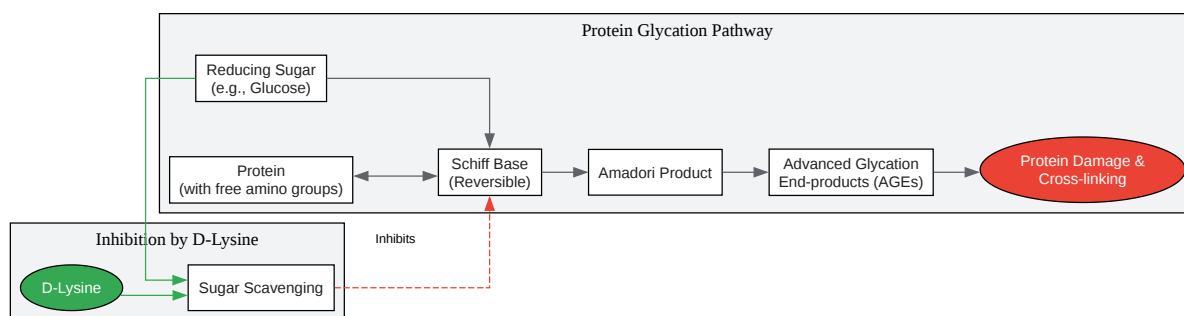 Protein Glycation Pathway
Reducing Sugar
(e.g., Glucose)
Protein
(with free amino groups)
Schiff Base
(Reversible)
Amadori Product
Advanced Glycation
End-products (AGEs)
Protein Damage &
Cross-linking
Inhibition by D-Lysine
Inhibits
D-Lysine
Sugar Scavenging